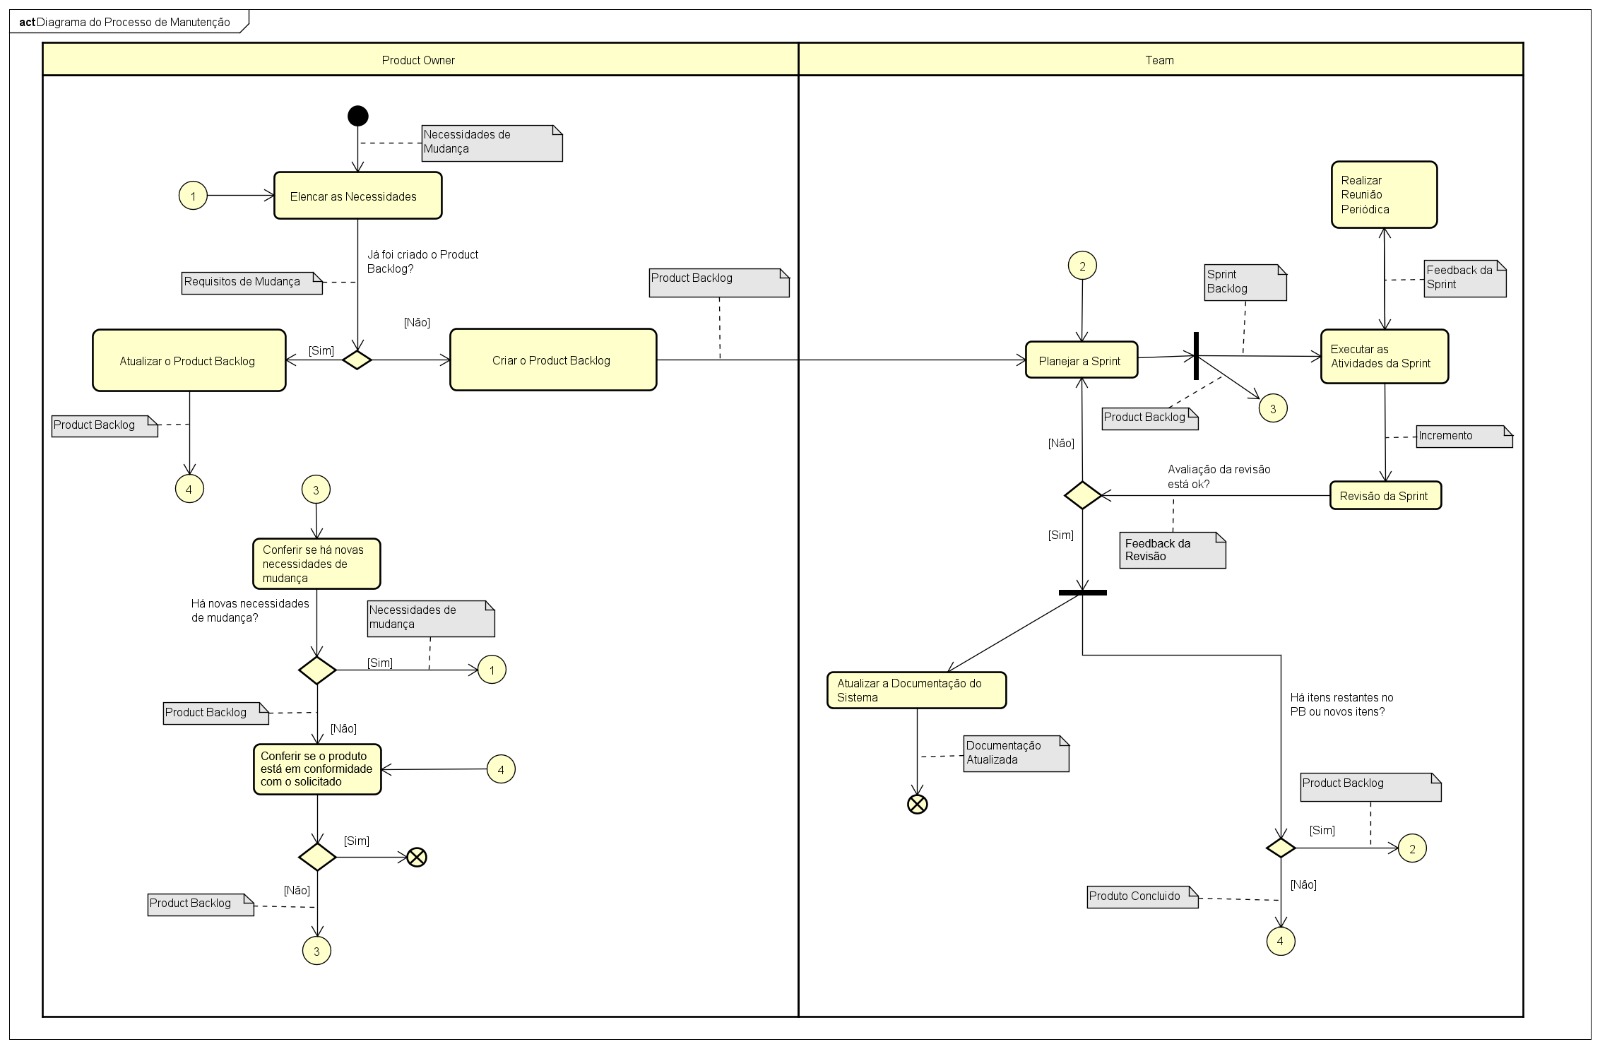 actDiagrama do Processo de Manutenção
Product Owner
Team
Necessidades de
Mudança
1
Elencar as Necessidades
Já foi criado o Product
Backlog?
Requisitos de Mudança
[Não]
[Sim]
Atualizar o Product Backlog
Criar o Product Backlog
Product Backlog
Product Backlog
4
3
Conferir se há novas
necessidades de
mudança
Há novas necessidades
de mudança?
Necessidades de
mudança
[Sim]
1
Product Backlog
[Não]
Conferir se o produto
está em conformidade
com o solicitado
4
[Sim]
[Não]
Product Backlog
3
2
Planejar a Sprint
Sprint
Backlog
Product Backlog
3
Realizar
Reunião
Periódica
Feedback da
Sprint
Executar as
Atividades da Sprint
Incremento
Revisão da Sprint
Avaliação da revisão
está ok?
Feedback da
Revisão
[Não]
[Sim]
Atualizar a Documentação do
Sistema
Documentação
Atualizada
Há itens restantes no
PB ou novos itens?
Product Backlog
[Sim]
2
[Não]
Produto Concluido
4